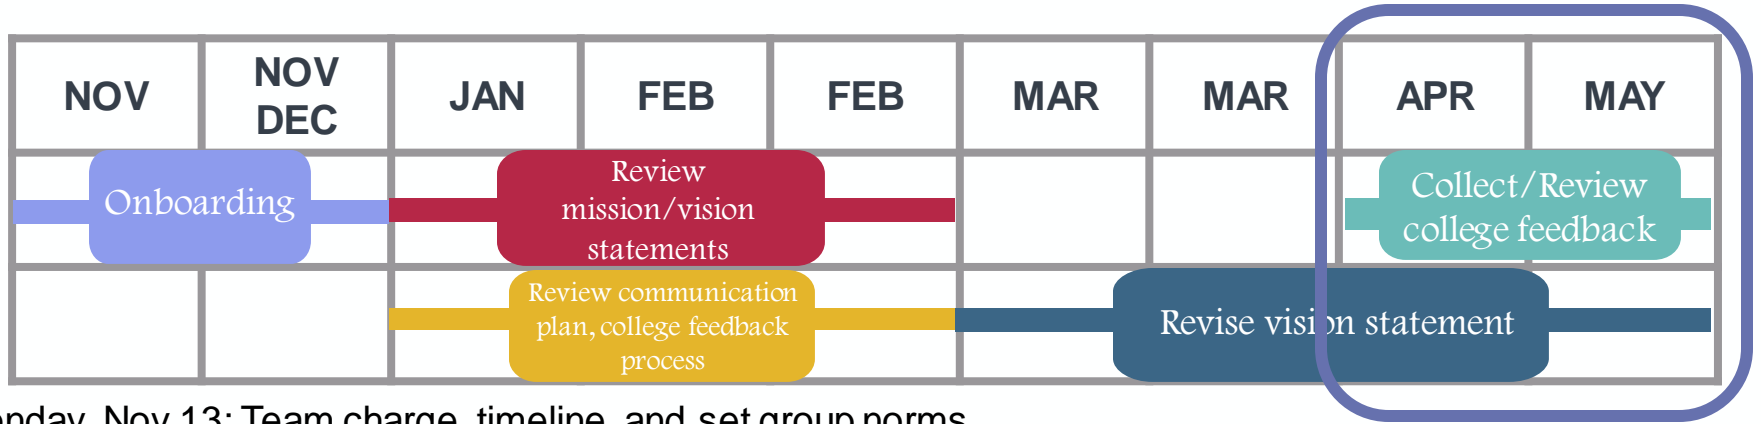 NOV
NOV
DEC
JAN
FEB
FEB
MAR
MAR
APR
MAY
Onboarding
Review
mission/vision
statements
Collect/Review
college feedback
Review communication
plan, college feedback
process
Revise vision statement
Nov 13: Team charge, timeline, and set group norms